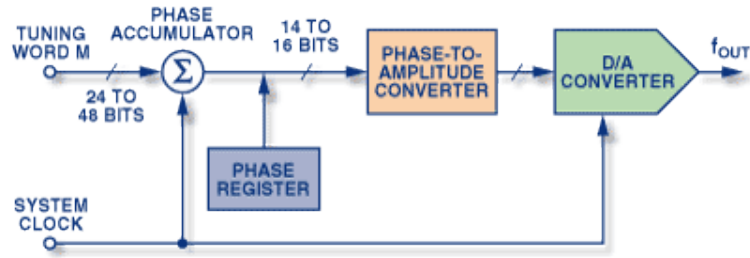 TUNING
WORD M
24 TO
48 BITS
PHASE
ACCUMULATOR
Σ
14 TO
16 BITS
PHASE-TO-
AMPLITUDE
CONVERTER
D/A
CONVERTER
fOUT
PHASE
REGISTER
SYSTEM
CLOCK